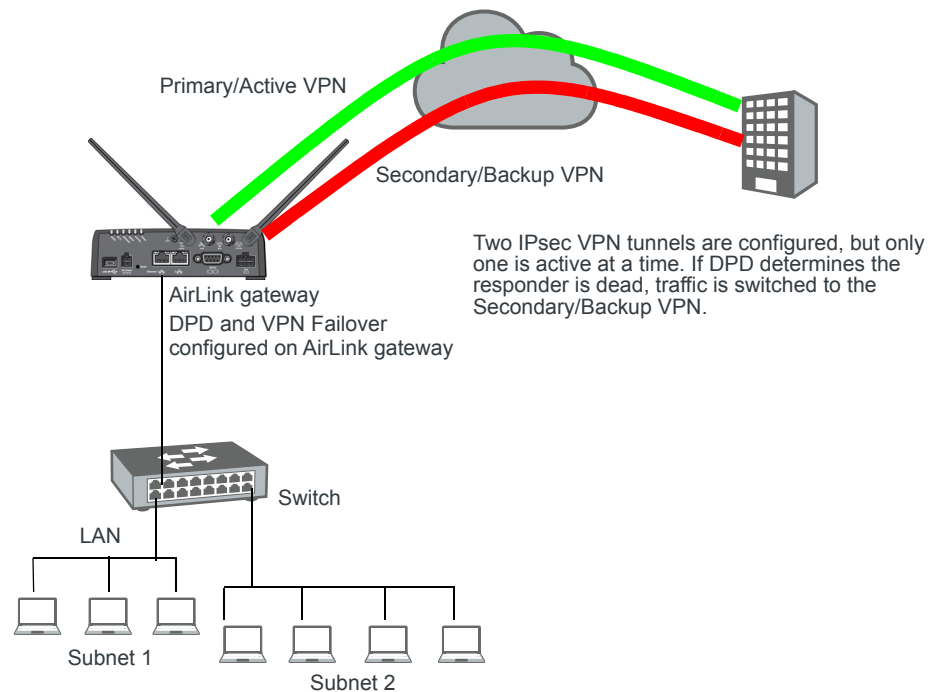 Primary/Active VPN
Secondary/Backup VPN
Two IPsec VPN tunnels are configured, but only
one is active at a time. If DPD determines the
responder is dead, traffic is switched to the
Secondary/Backup VPN.
AirLink gateway
DPD and VPN Failover
configured on AirLink gateway
Switch
LAN
Subnet 1
Subnet 2